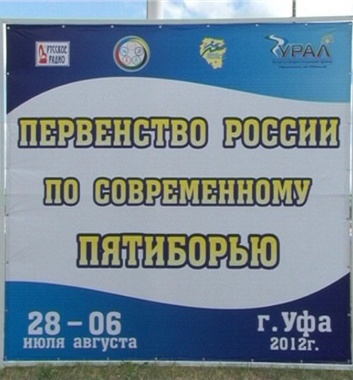 РУССКОЕ
РАДИО
УРАЛ
ПЕРВЕНСТВО РОССИИ
ПО СОВРЕМЕННОМУ
ПЯТИБОРЬЮ
28 – 06
июля августа
г. Уфа
2012г.